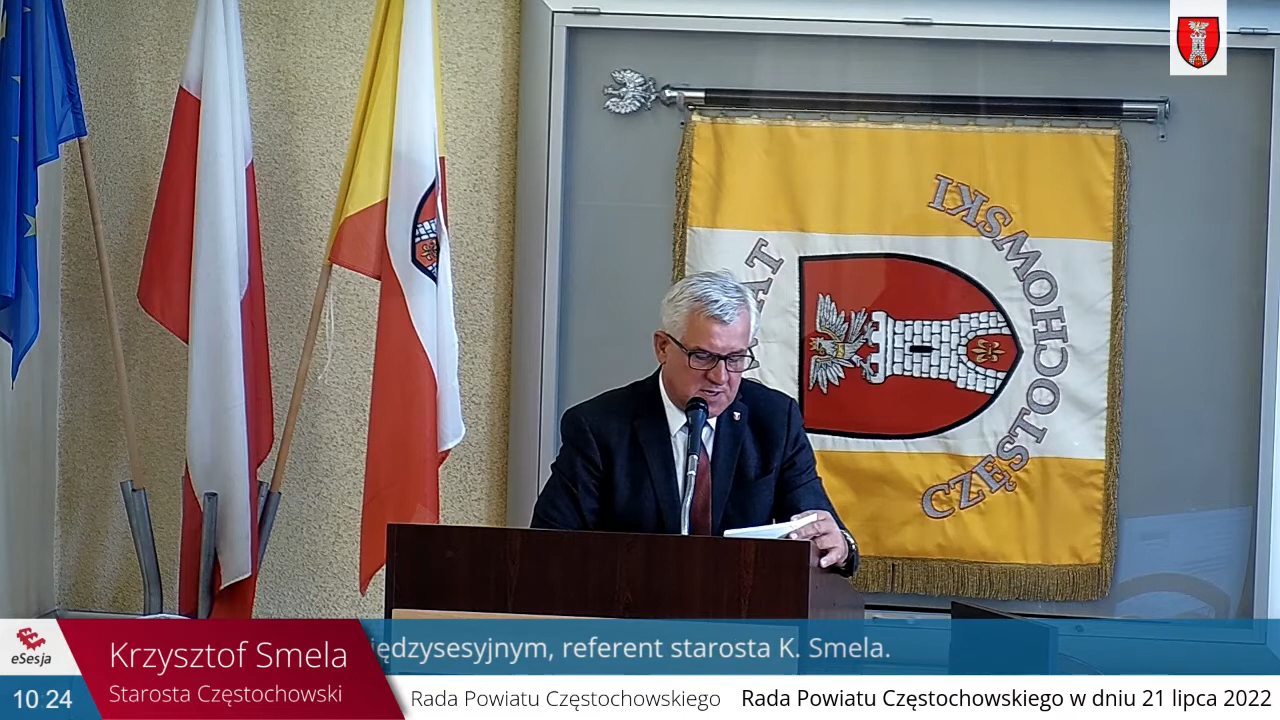 CZĘSTOCHOWSKI
AT
iędzysesyjnym, referent starosta K. Smela.
eSesja
Krzysztof Smela
Starosta Częstochowski
10:24
Rada Powiatu Częstochowskiego
Rada Powiatu Częstochowskiego w dniu 21 lipca 2022